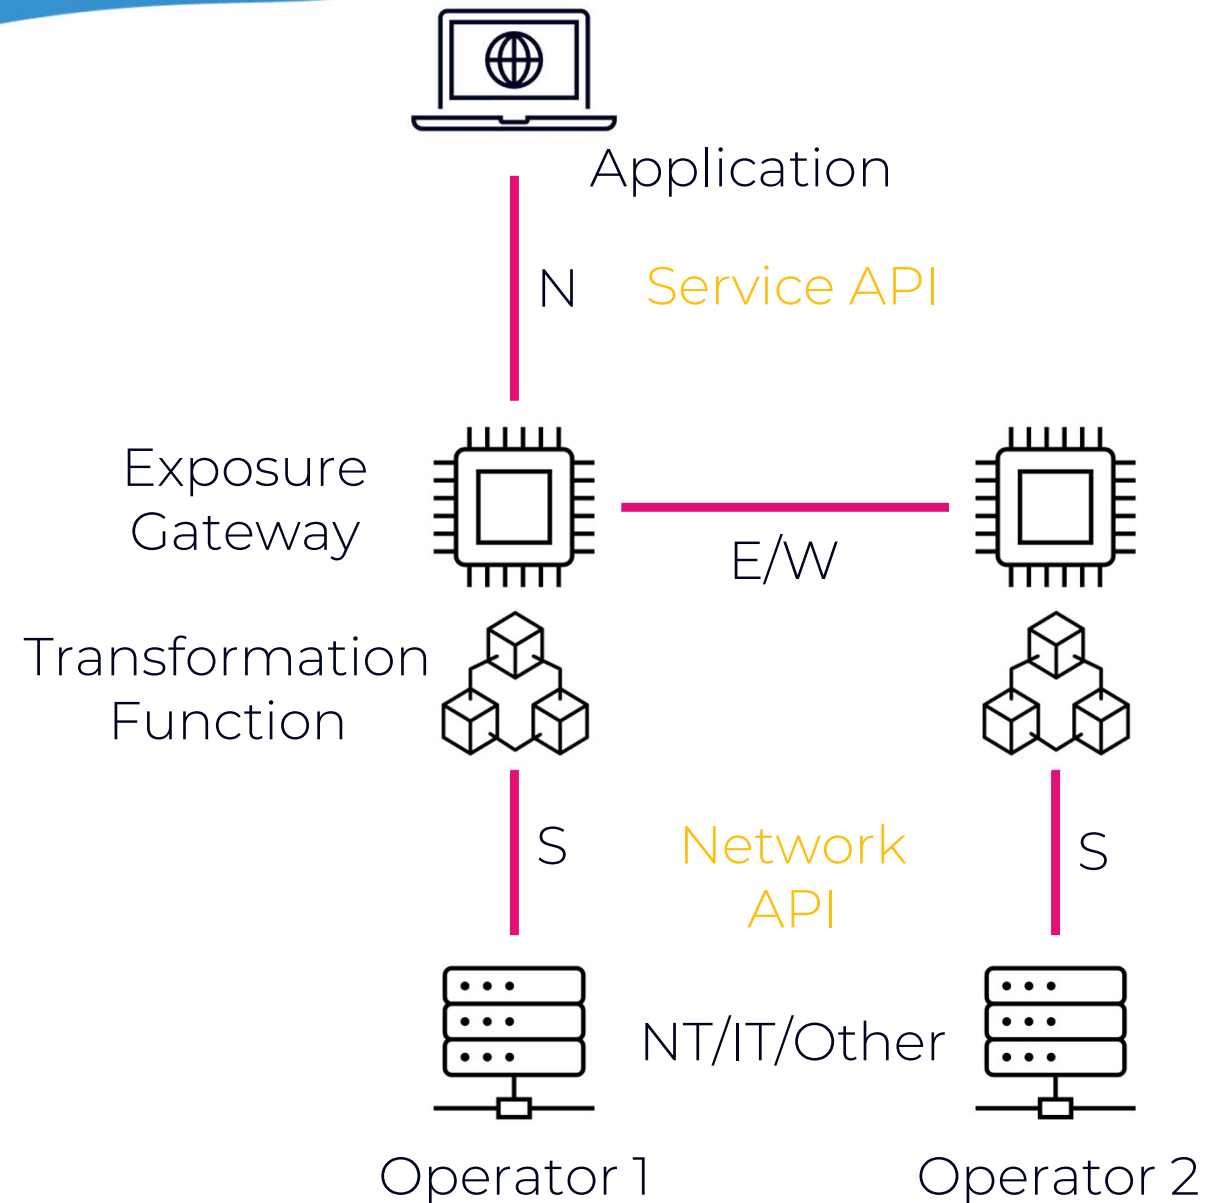 Application
N
Service API
Exposure
Gateway
E/W
Transformation
Function
S
Network
API
S
NT/IT/Other
Operator 1
Operator 2